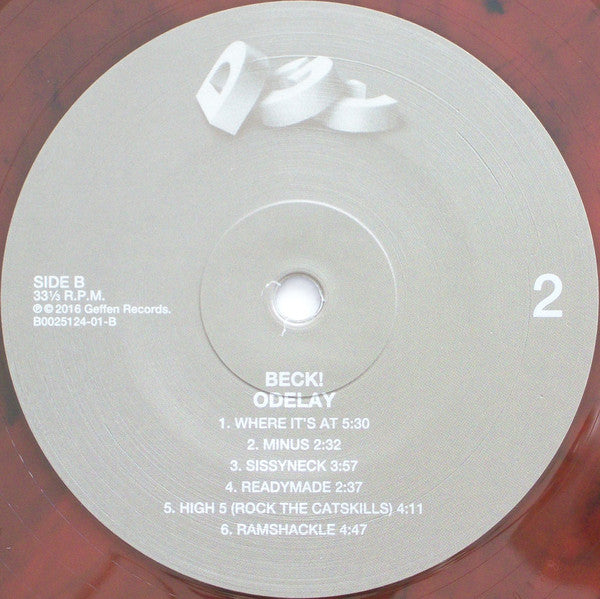 SIDE B
33⅓ R.P.M.
℗ © 2016 Geffen Records.
B0025124-01-B
2
BECK!
ODELAY
1. WHERE IT'S AT 5:30
2. MINUS 2:32
3. SISSYNECK 3:57
4. READYMADE 2:37
5. HIGH 5 (ROCK THE CATSKILLS) 4:11
6. RAMSHACKLE 4:47